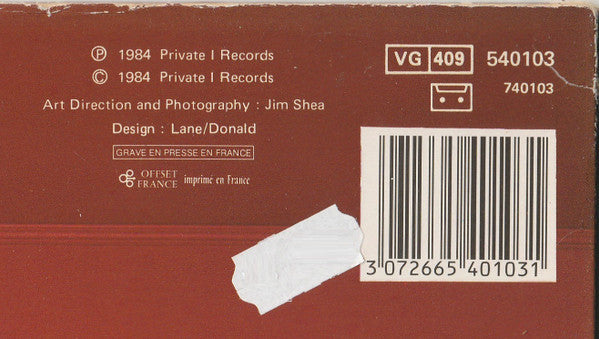 Ⓟ 1984 Private I Records
© 1984 Private I Records
Art Direction and Photography : Jim Shea
Design : Lane/Donald
GRAVE EN PRESSE EN FRANCE
OFFSET
FRANCE imprimé en France
VG 409 540103
740103
3 072665 401031